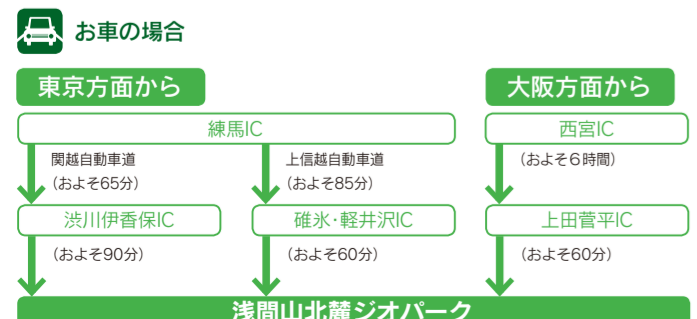 お車の場合
東京方面から 大阪方面から
練馬IC 西宮IC
関越自動車道 上信越自動車道 （およそ６時間）
（およそ65分） （およそ85分）
渋川伊香保IC 碓氷・軽井沢IC 上田菅平IC
（およそ90分） （およそ60分） （およそ60分）
浅間山北麓ジオパーク